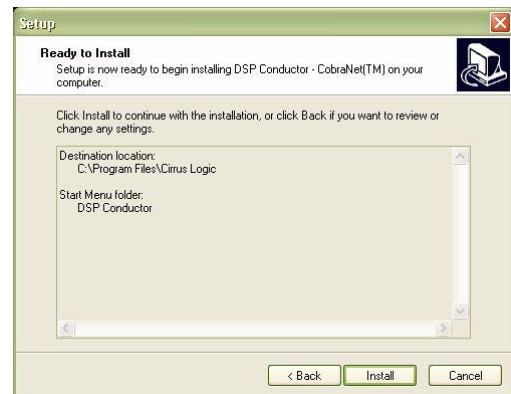 Setup
Ready to Install
Setup is now ready to begin installing DSP Conductor - CobraNet(TM) on your
computer.
Click Install to continue with the installation, or click Back if you want to review or
change any settings.
Destination location:
C:\Program Files\Cirrus Logic
Start Menu folder:
DSP Conductor
< Back
Install
Cancel